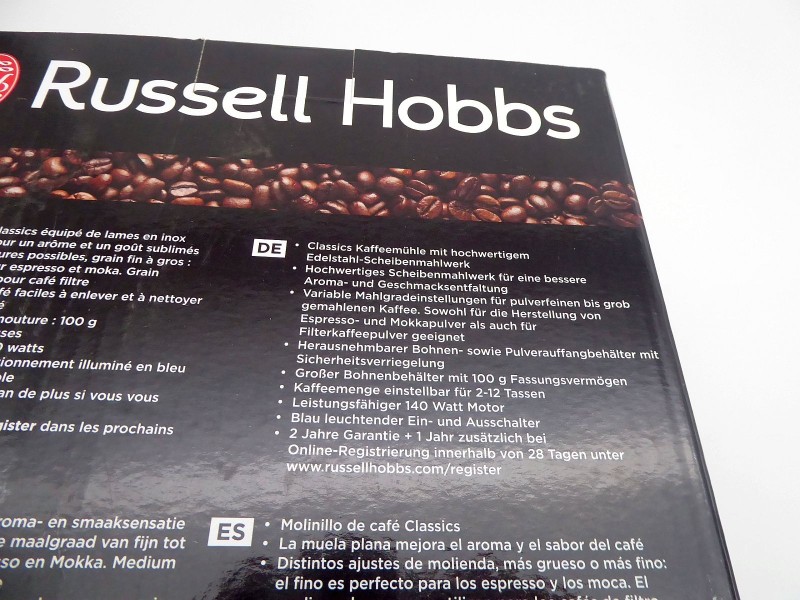 Russell Hobbs
lassics équipé de lames en inox
our un arôme et un goût sublimés
ures possibles, grain fin à gros :
r espresso et moka. Grain
pour café filtre
fé faciles à enlever et à nettoyer
é
outure : 100 g
sses
0 watts
tionnement illuminé en bleu
ble
an de plus si vous vous
gister dans les prochains
DE
• Classics Kaffeemühle mit hochwertigem
Edelstahl-Scheibenmahlwerk
• Hochwertiges Scheibenmahlwerk für eine bessere
Aroma- und Geschmacksentfaltung
• Variable Mahlgradeinstellungen für pulverfeinen bis grob
gemahlenen Kaffee. Sowohl für die Herstellung von
Espresso- und Mokkapulver als auch für
Filterkaffeepulver geeignet
• Herausnehmbarer Bohnen- sowie Pulverauffangbehälter mit
Sicherheitsverriegelung
• Großer Bohnenbehälter mit 100 g Fassungsvermögen
• Kaffeemenge einstellbar für 2-12 Tassen
• Leistungsfähiger 140 Watt Motor
• Blau leuchtender Ein- und Ausschalter
• 2 Jahre Garantie + 1 Jahr zusätzlich bei
Online-Registrierung innerhalb von 28 Tagen unter
www.russellhobbs.com/register
roma- en smaaksensatie
e maalgraad van fijn tot
sso en Mokka. Medium
e
ES
• Molinillo de café Classics
• La muela plana mejora el aroma y el sabor del café
• Distintos ajustes de molienda, más grueso o más fino:
el fino es perfecto para los espresso y los moca. El